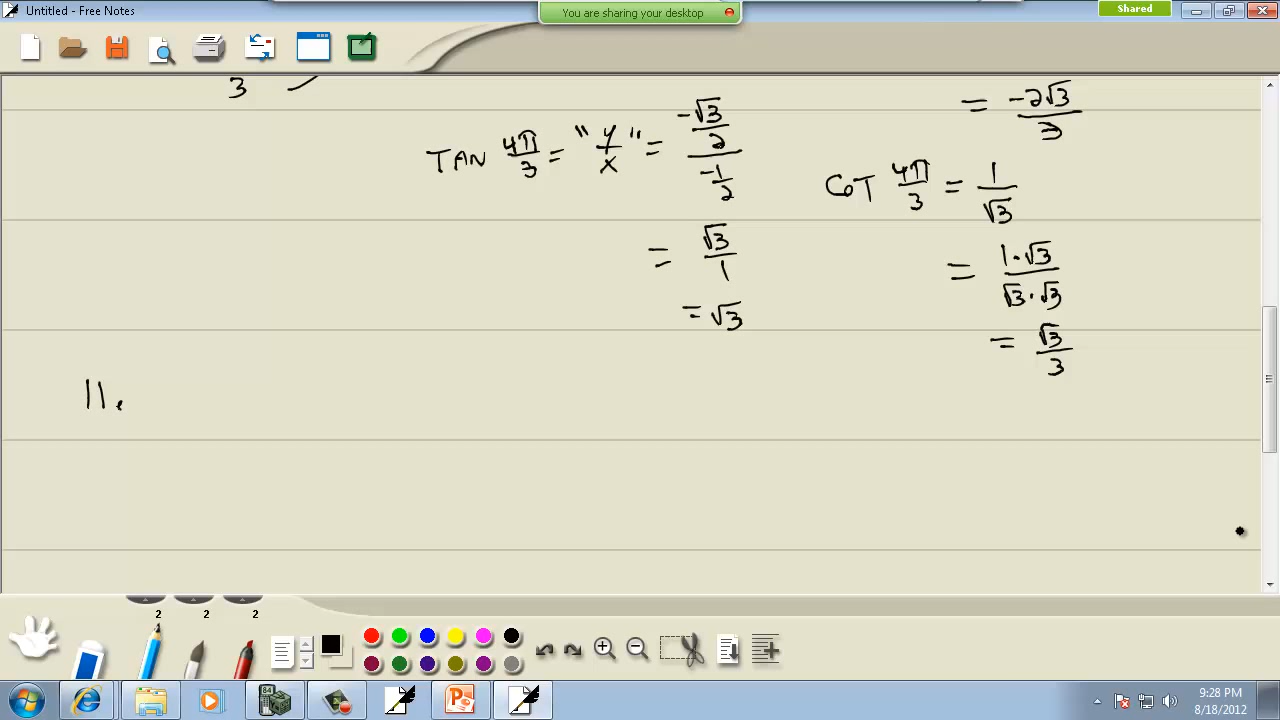 Untitled - Free Notes
You are sharing your desktop
Shared
3
TAN 4π/3 = "y/x" = (-√3/2)/(-1/2)
= √3/1
= √3
= -2√3/3
COT 4π/3 = 1/√3
= 1·√3/√3·√3
= √3/3
11.
2 2 2
9:28 PM
8/18/2012